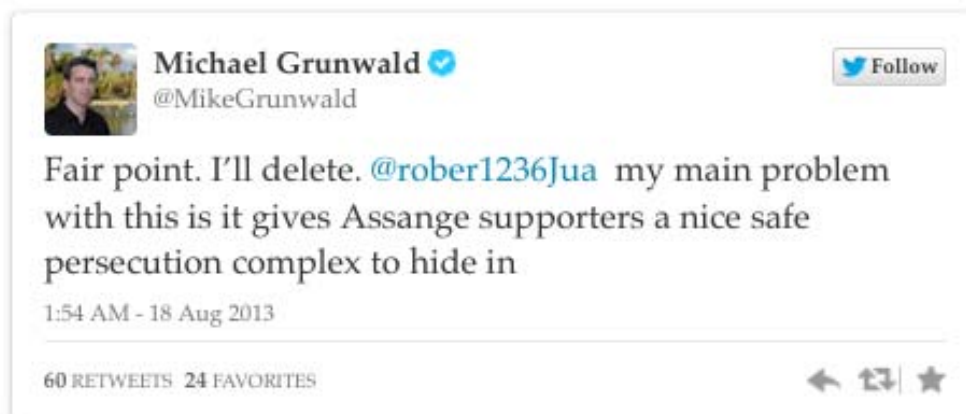 Michael Grunwald
@MikeGrunwald
Follow
Fair point. I'll delete. @rober1236Jua my main problem
with this is it gives Assange supporters a nice safe
persecution complex to hide in
1:54 AM - 18 Aug 2013
60 RETWEETS 24 FAVORITES